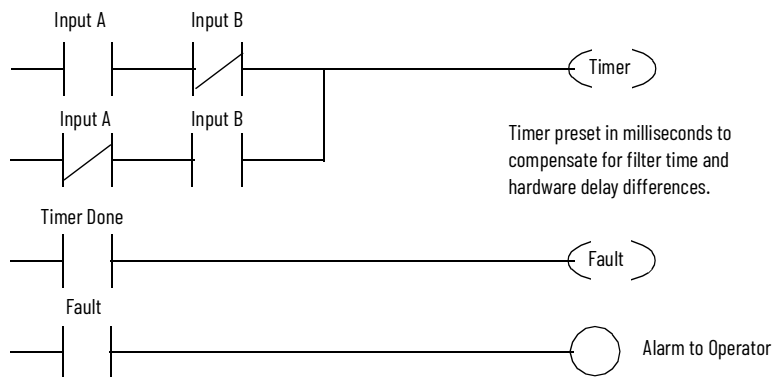 Input A
Input B
Timer
Input A
Input B
Timer preset in milliseconds to
compensate for filter time and
hardware delay differences.
Timer Done
Fault
Fault
Alarm to Operator